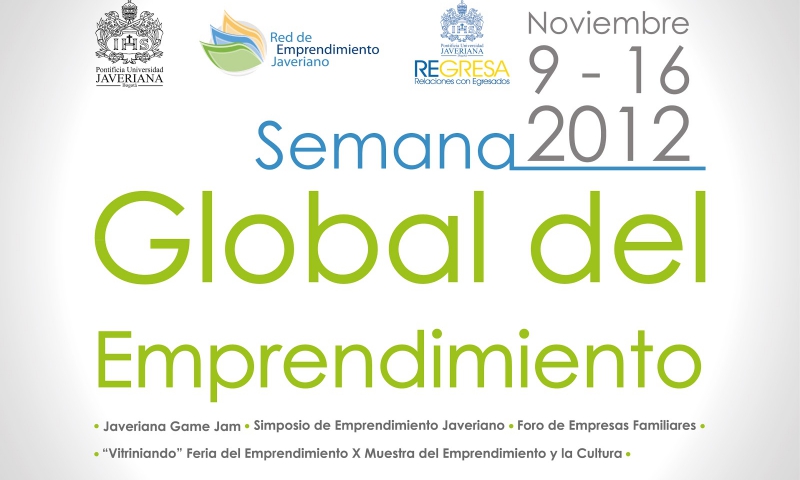 IHS
Pontificia Universidad
JAVERIANA
Bogotá
Red de
Emprendimiento
Javeriano
Pontificia Universidad
JAVERIANA
REGRESA
Relaciones con Egresados
Noviembre
9 - 16
2012
Semana
Global del
Emprendimiento
• Javeriana Game Jam • Simposio de Emprendimiento Javeriano • Foro de Empresas Familiares •
• “Vitriniando” Feria del Emprendimiento X Muestra del Emprendimiento y la Cultura •